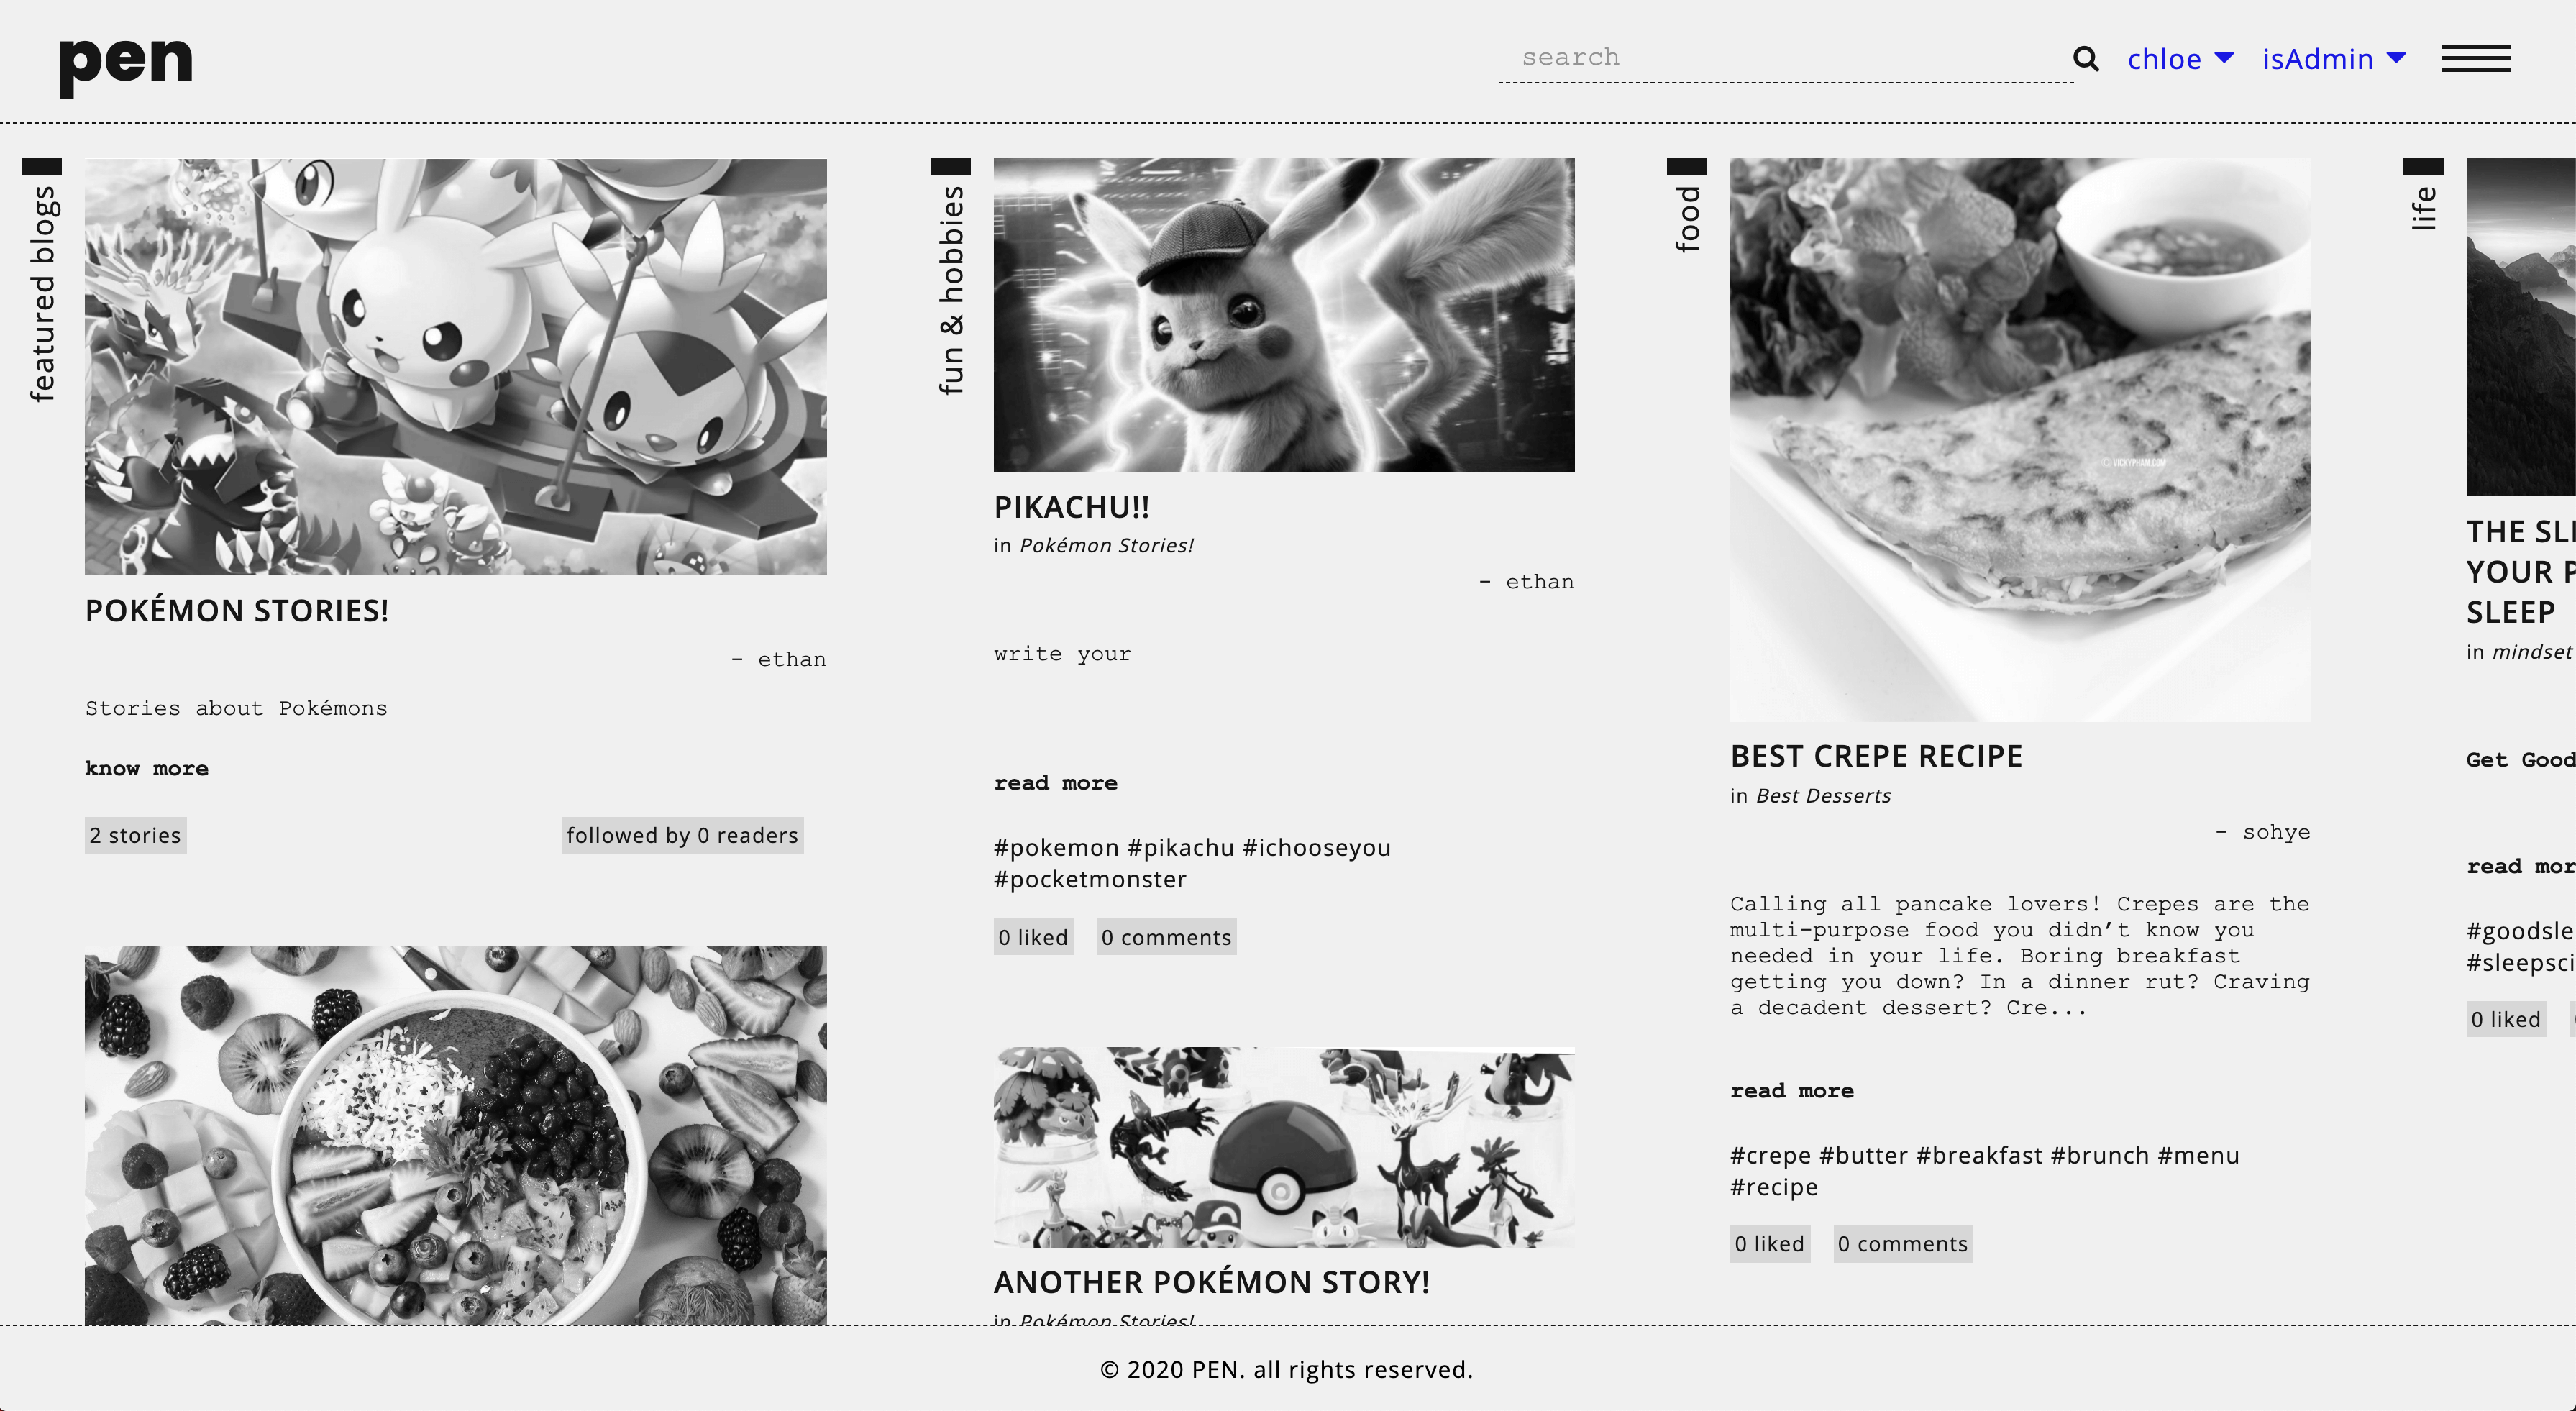 pen
search
chloe
isAdmin
featured blogs
POKÉMON STORIES!
- ethan
Stories about Pokémons
know more
2 stories
followed by 0 readers
fun & hobbies
PIKACHU!!
in Pokémon Stories!
- ethan
write your
read more
#pokemon #pikachu #ichooseyou
#pocketmonster
0 liked
0 comments
ANOTHER POKÉMON STORY!
in Pokémon Stories!
food
© VICKYPHAM.COM
BEST CREPE RECIPE
in Best Desserts
- sohye
Calling all pancake lovers! Crepes are the
multi-purpose food you didn’t know you
needed in your life. Boring breakfast
getting you down? In a dinner rut? Craving
a decadent dessert? Cre...
read more
#crepe #butter #breakfast #brunch #menu
#recipe
0 liked
0 comments
life
THE SL
YOUR P
SLEEP
in mindset
Get Good
read mor
#goodsle
#sleepsci
0 liked
© 2020 PEN. all rights reserved.